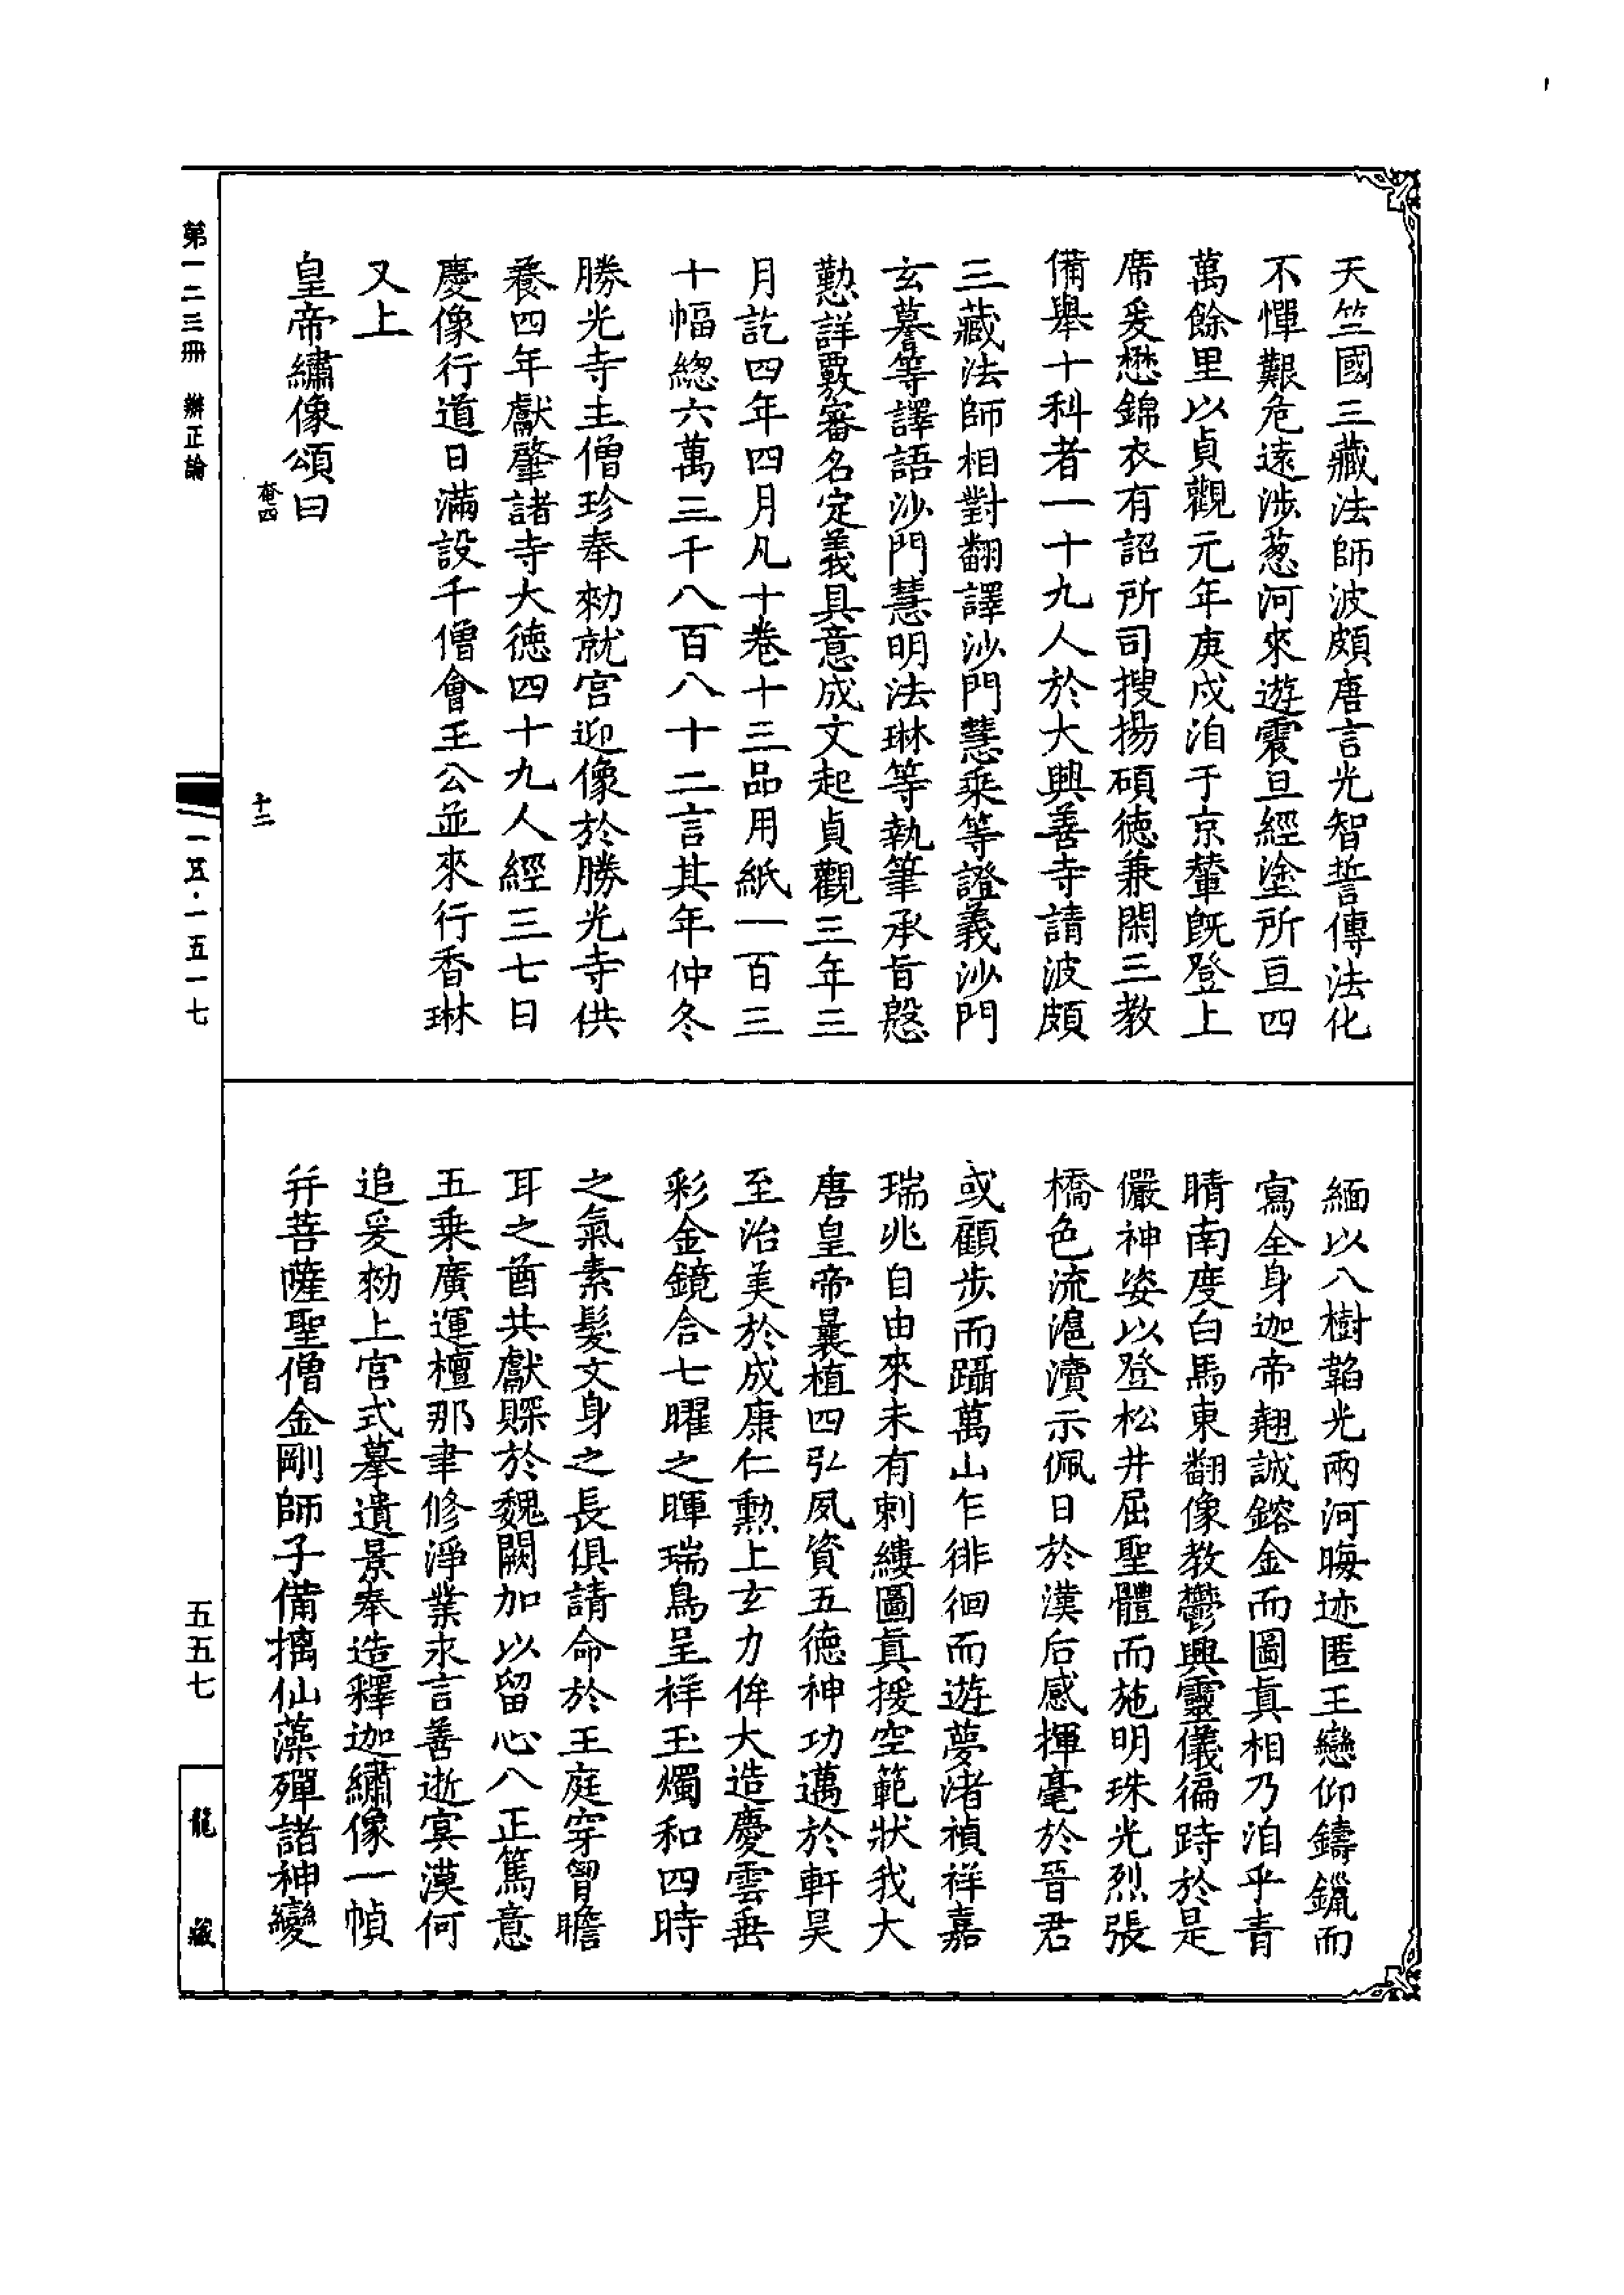 天竺國三藏法師波頗唐言光智誓傳法化
不憚艱危遠涉葱河來遊震旦經塗所亘四
萬餘里以貞觀元年庚戌洎于京輦旣登上
席爰懋錦衣有詔所司搜揚碩德兼閑三教
備舉十科者一十九人於大興善寺請波頗
三藏法師相對翻譯沙門慧乘等證義沙門
玄謩等譯語沙門慧明法琳等執筆承旨慇
懃詳覈審名定義具意成文起貞觀三年三
月訖四年四月凡十卷十三品用紙一百三
十幅總六萬三千八百八十二言其年仲冬
勝光寺主僧珍奉勑就宮迎像於勝光寺供
養四年獻肇諸寺大德四十九人經三七日
慶像行道日滿設千僧會王公並來行香琳
又上
皇帝繡像頌曰
緬以八樹韜光兩河晦迹匿王戀仰鑄鑞而
寫全身迦帝翹誠鎔金而圖眞相乃洎乎青
睛南度白馬東翻像教鬱興靈儀徧跱於是
儼神姿以登松井屈聖體而施明珠光烈張
橋色流滬瀆示佩日於漢后感揮毫於晉君
或顧步而躡萬山乍徘徊而遊夢渚禎祥嘉
瑞兆自由來未有刺縷圖眞援空範狀我大
唐皇帝曩植四弘夙資五德神功邁於軒昊
至治美於成康仁勲上玄力侔大造慶雲垂
彩金鏡合七曜之暉瑞鳥呈祥玉燭和四時
之氣素髮文身之長俱請命於王庭穿胷瞻
耳之酋共獻賝於魏闕加以留心八正篤意
五乘廣運檀那聿修淨業永言善逝寘漠何
追爰勑上宮式摹遺景奉造釋迦繡像一幀
幷菩薩聖僧金剛師子備摛仙藻殫諸神變
奄四
十二
第一二三冊 辯正論
一五·一五一七
五五七
龍藏